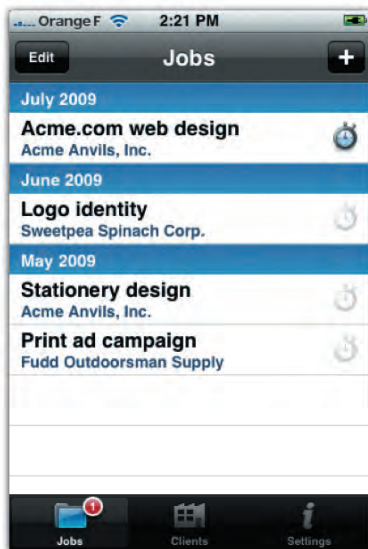 Orange F 2:21 PM
Edit Jobs +
July 2009
Acme.com web design
Acme Anvils, Inc.
June 2009
Logo identity
Sweetpea Spinach Corp.
May 2009
Stationery design
Acme Anvils, Inc.
Print ad campaign
Fudd Outdoorsman Supply
1
Jobs Clients Settings